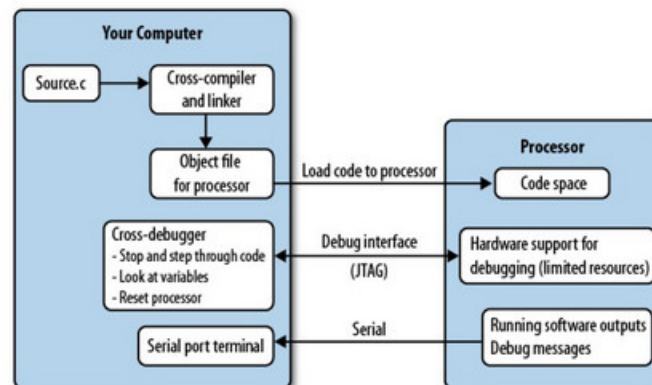 Your Computer
Source.c
Cross-compiler
and linker
Object file
for processor
Load code to processor
Processor
Code space
Cross-debugger
- Stop and step through code
- Look at variables
- Reset processor
Debug interface
(JTAG)
Hardware support for
debugging (limited resources)
Serial port terminal
Serial
Running software outputs
Debug messages